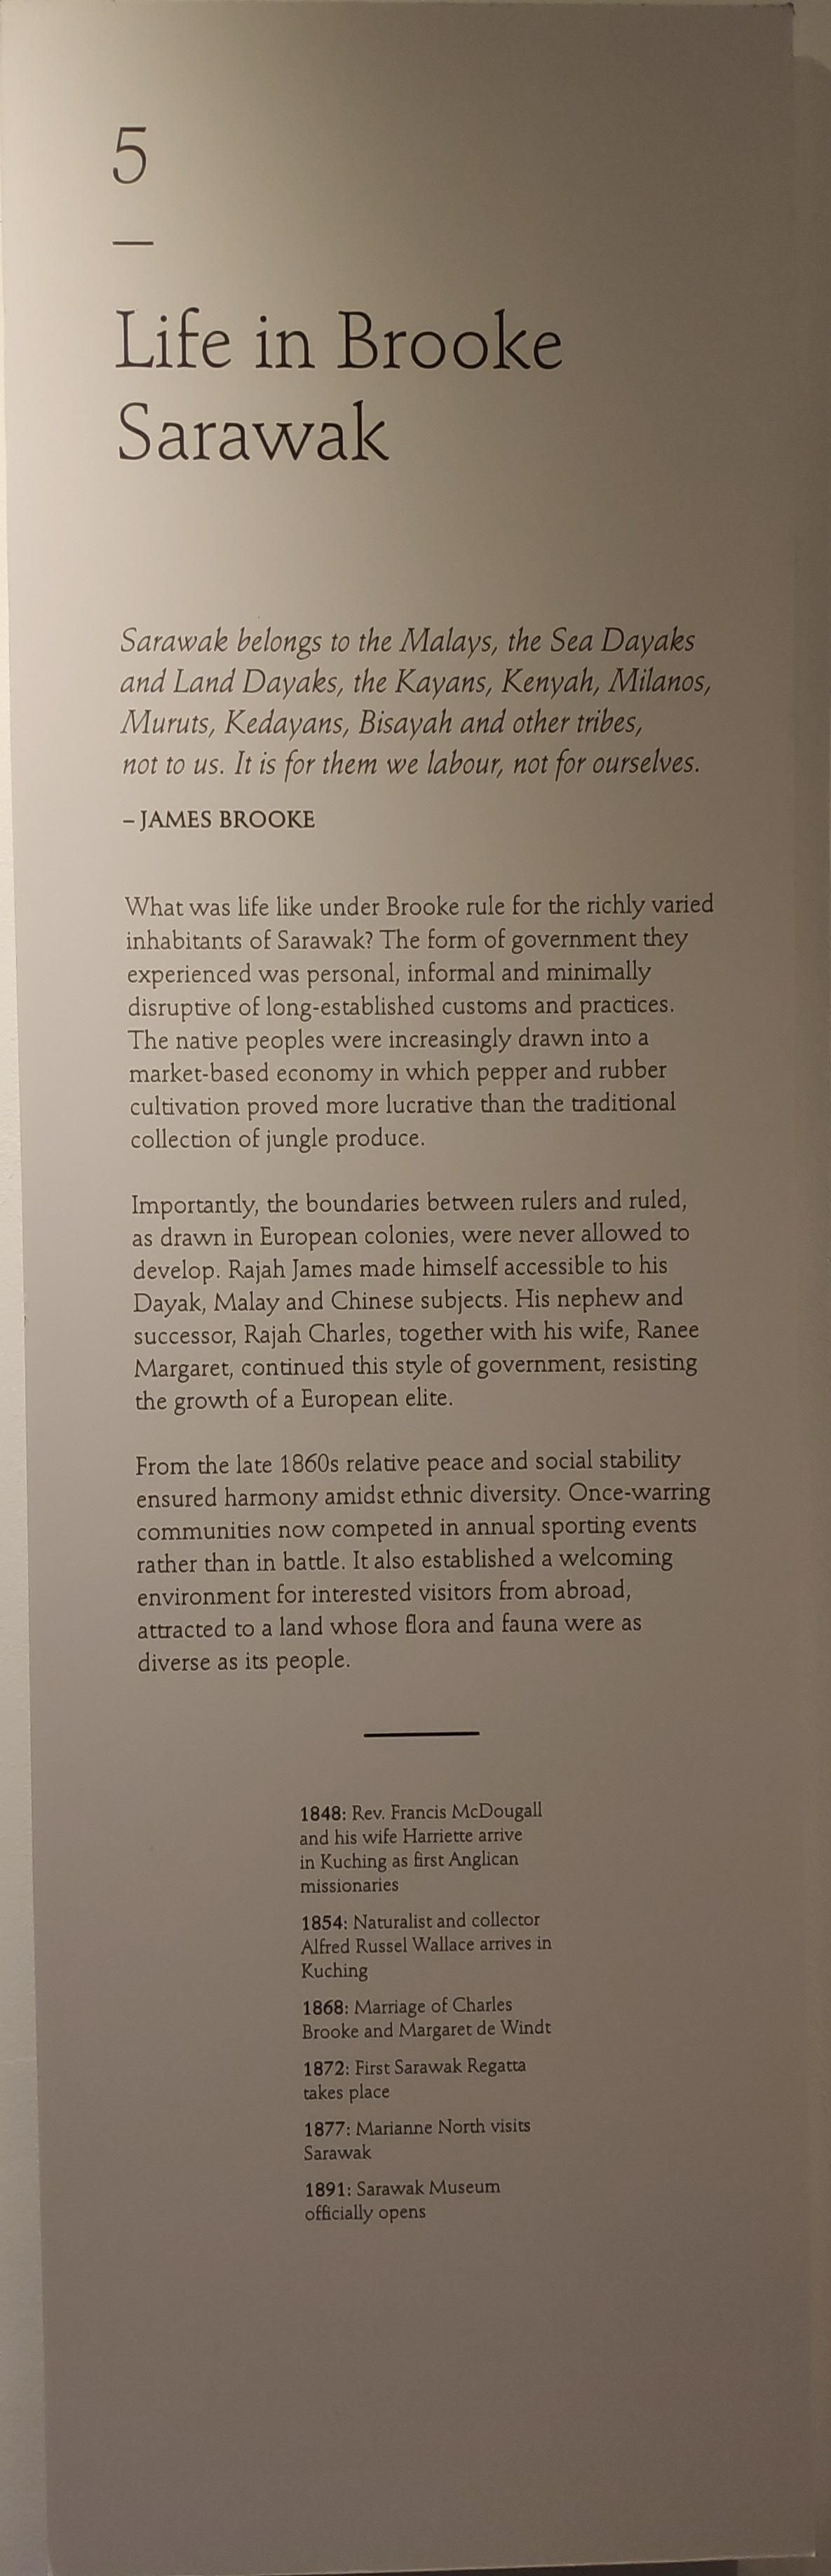 5
Life in Brooke
Sarawak
Sarawak belongs to the Malays, the Sea Dayaks
and Land Dayaks, the Kayans, Kenyah, Milanos,
Muruts, Kedayans, Bisayah and other tribes,
not to us. It is for them we labour, not for ourselves.
– JAMES BROOKE
What was life like under Brooke rule for the richly varied
inhabitants of Sarawak? The form of government they
experienced was personal, informal and minimally
disruptive of long-established customs and practices.
The native peoples were increasingly drawn into a
market-based economy in which pepper and rubber
cultivation proved more lucrative than the traditional
collection of jungle produce.
Importantly, the boundaries between rulers and ruled,
as drawn in European colonies, were never allowed to
develop. Rajah James made himself accessible to his
Dayak, Malay and Chinese subjects. His nephew and
successor, Rajah Charles, together with his wife, Ranee
Margaret, continued this style of government, resisting
the growth of a European elite.
From the late 1860s relative peace and social stability
ensured harmony amidst ethnic diversity. Once-warring
communities now competed in annual sporting events
rather than in battle. It also established a welcoming
environment for interested visitors from abroad,
attracted to a land whose flora and fauna were as
diverse as its people.
1848: Rev. Francis McDougall
and his wife Harriette arrive
in Kuching as first Anglican
missionaries
1854: Naturalist and collector
Alfred Russel Wallace arrives in
Kuching
1868: Marriage of Charles
Brooke and Margaret de Windt
1872: First Sarawak Regatta
takes place
1877: Marianne North visits
Sarawak
1891: Sarawak Museum
officially opens